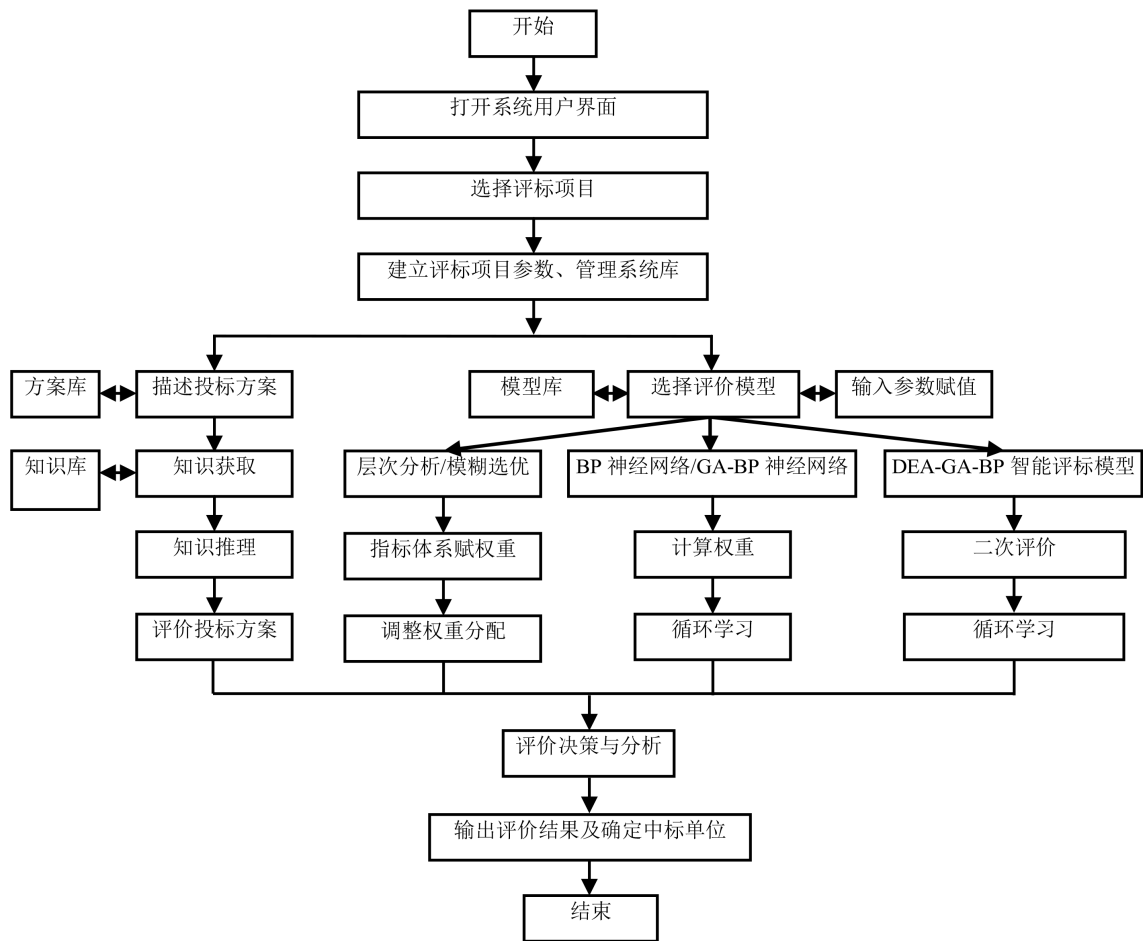 开始
打开系统用户界面
选择评标项目
建立评标项目参数、管理系统库
方案库
描述投标方案
模型库
选择评价模型
输入参数赋值
知识库
知识获取
层次分析/模糊选优
BP 神经网络/GA-BP 神经网络
DEA-GA-BP 智能评标模型
知识推理
指标体系赋权重
计算权重
二次评价
评价投标方案
调整权重分配
循环学习
循环学习
评价决策与分析
输出评价结果及确定中标单位
结束